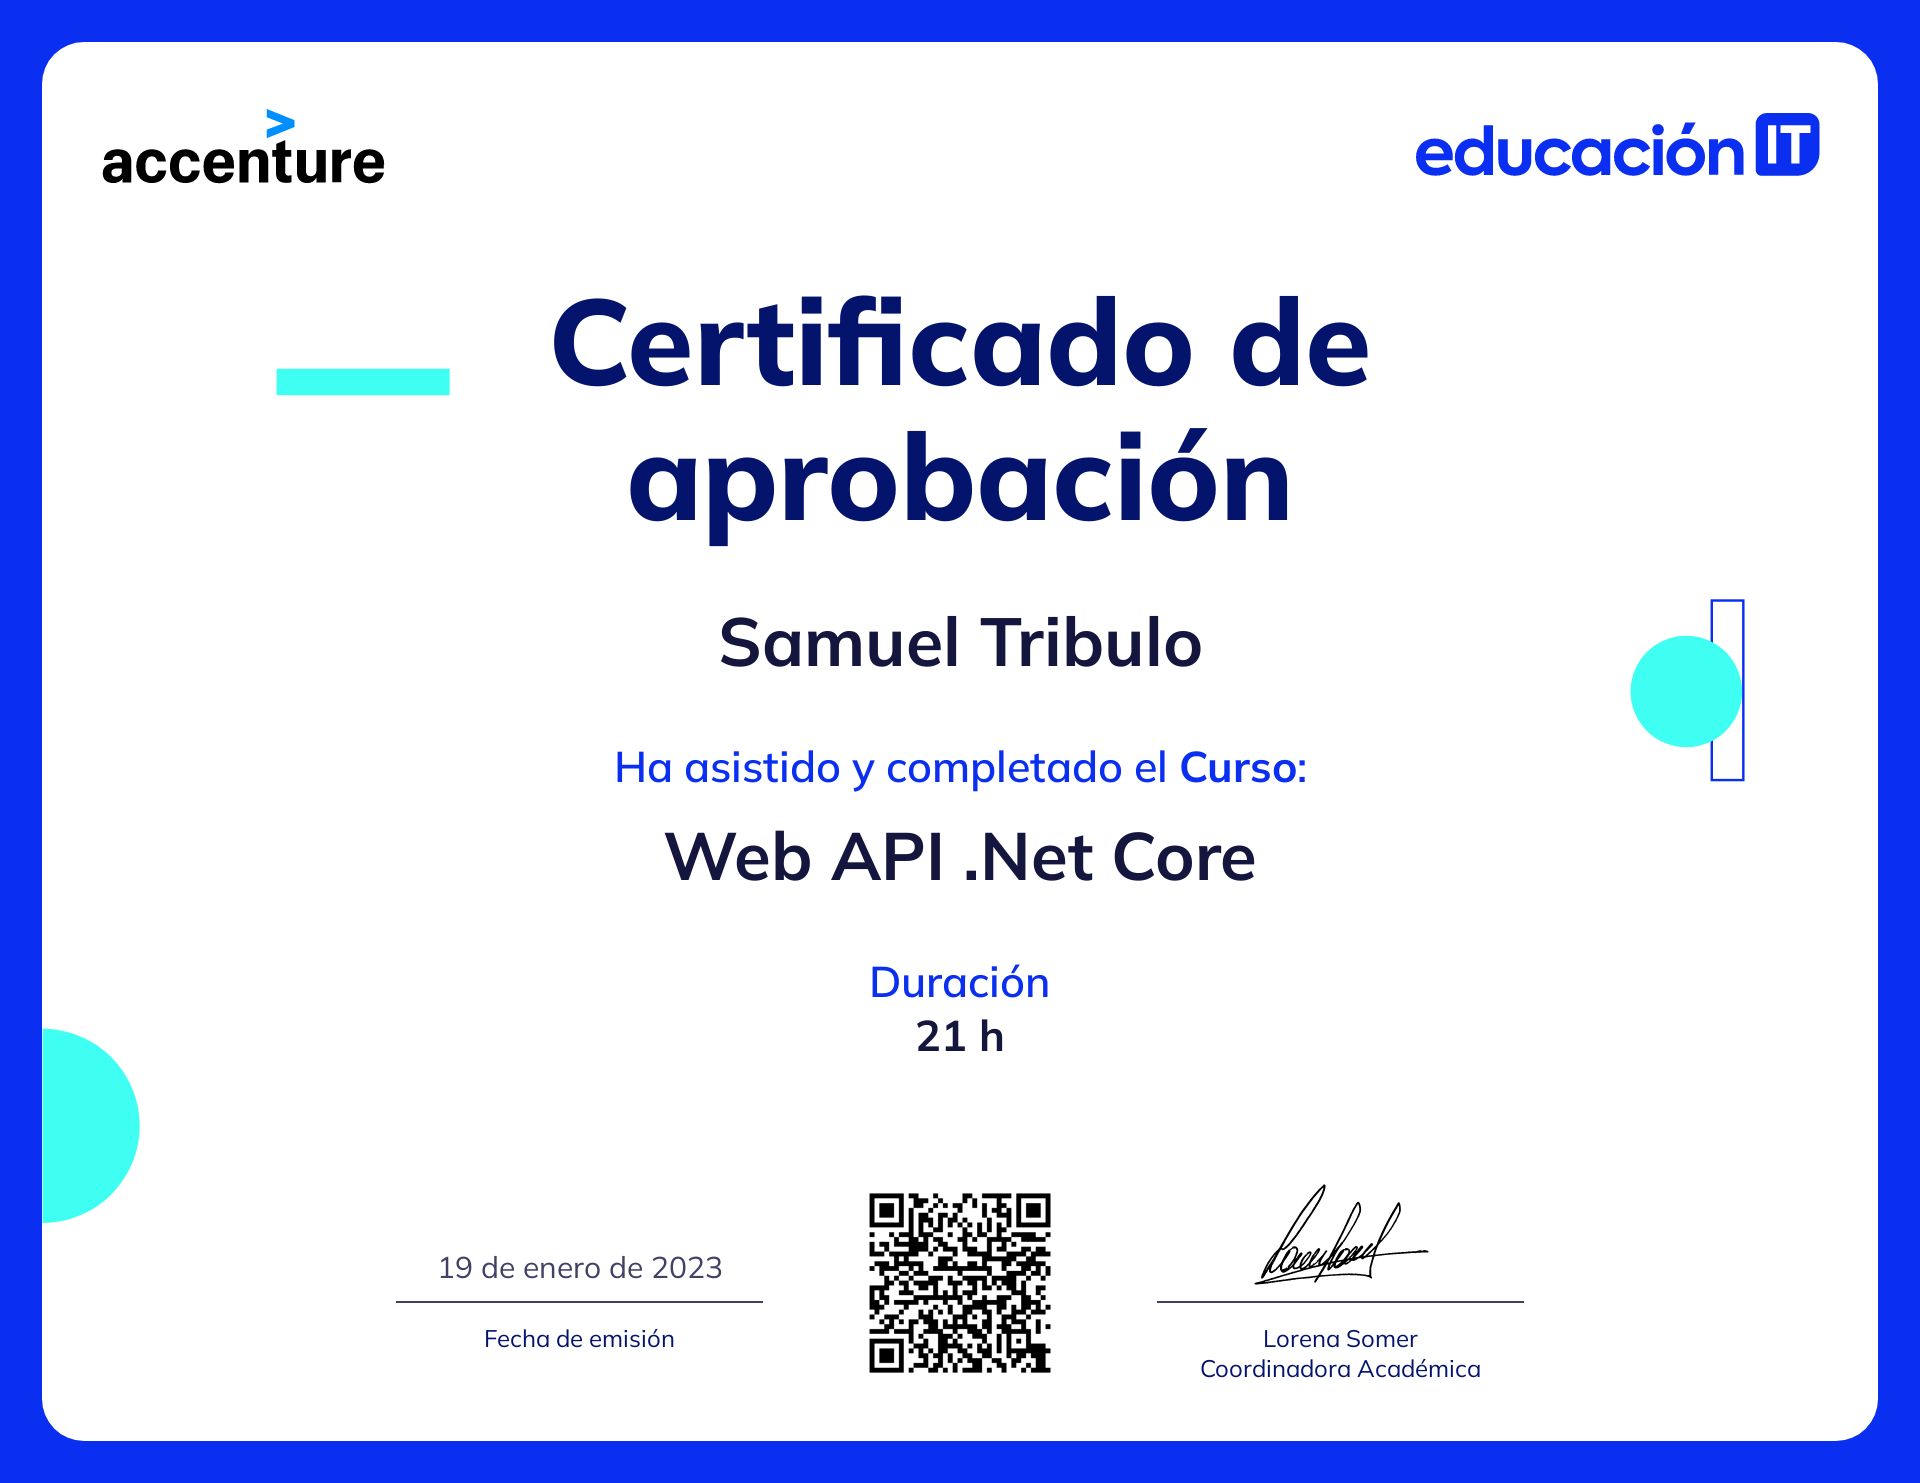 accenture
educación IT
Certificado de
aprobación
Samuel Tribulo
Ha asistido y completado el Curso:
Web API .Net Core
Duración
21 h
19 de enero de 2023
Fecha de emisión
Lorena Somer
Coordinadora Académica